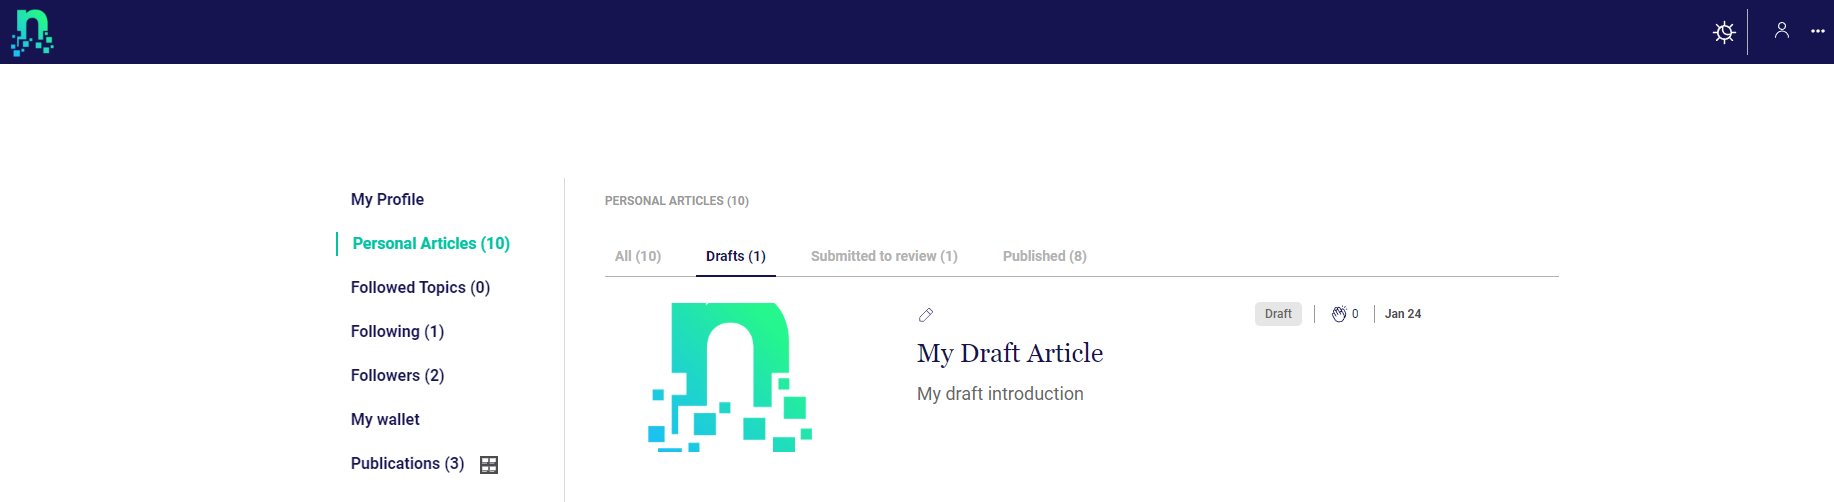 My Profile
Personal Articles (10)
Followed Topics (0)
Following (1)
Followers (2)
My wallet
Publications (3)
PERSONAL ARTICLES (10)
All (10) Drafts (1) Submitted to review (1) Published (8)
Draft 0 Jan 24
My Draft Article
My draft introduction